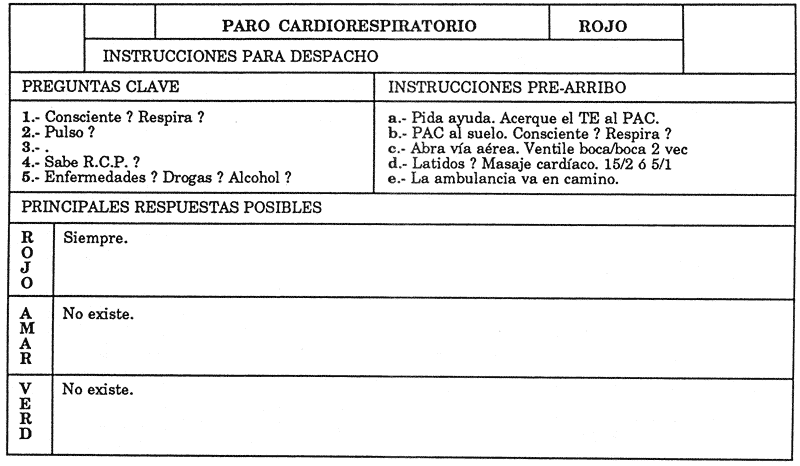 PARO CARDIORESPIRATORIO
ROJO
INSTRUCCIONES PARA DESPACHO
PREGUNTAS CLAVE
INSTRUCCIONES PRE-ARRIBO
1.- Consciente ? Respira ?
2.- Pulso ?
3.- .
4.- Sabe R.C.P. ?
5.- Enfermedades ? Drogas ? Alcohol ?
a.- Pida ayuda. Acerque el TE al PAC.
b.- PAC al suelo. Consciente ? Respira ?
c.- Abra vía aérea. Ventile boca/boca 2 vec
d.- Latidos ? Masaje cardíaco. 15/2 ó 5/1
e.- La ambulancia va en camino.
PRINCIPALES RESPUESTAS POSIBLES
ROJO
Siempre.
AMAR
No existe.
VERD
No existe.